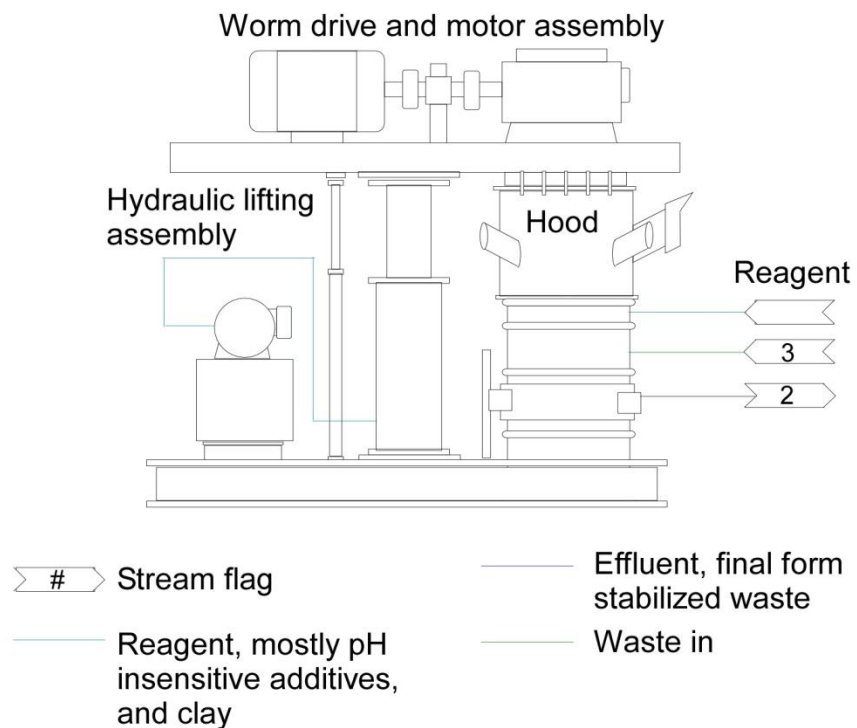 Worm drive and motor assembly
Hydraulic lifting
assembly
Hood
Reagent
3
2
# Stream flag
Reagent, mostly pH
insensitive additives,
and clay
Effluent, final form
stabilized waste
Waste in